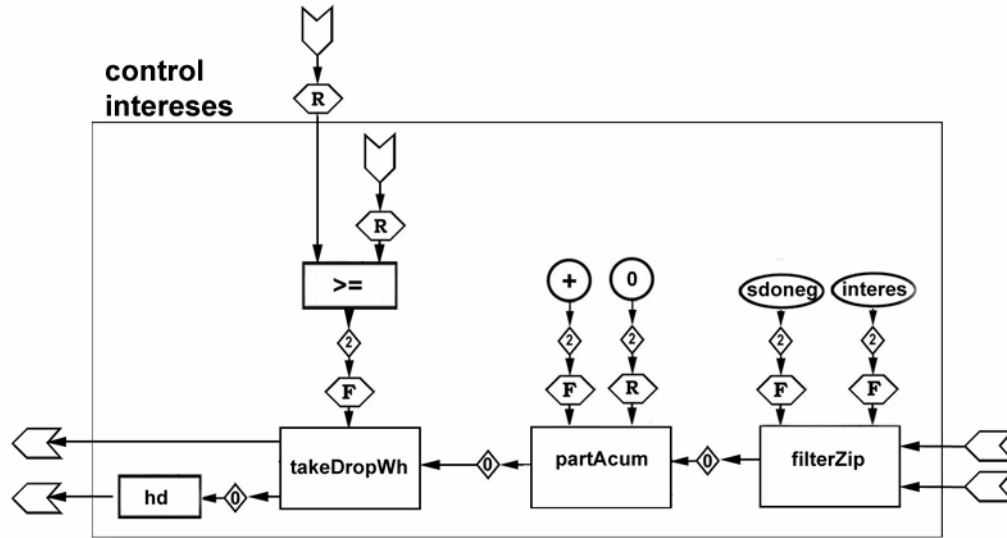 control
intereses
R
R
>=
+
0
sdoneg
interes
2
2
2
2
2
F
F
R
F
F
takeDropWh
0
partAcum
0
filterZip
hd
0